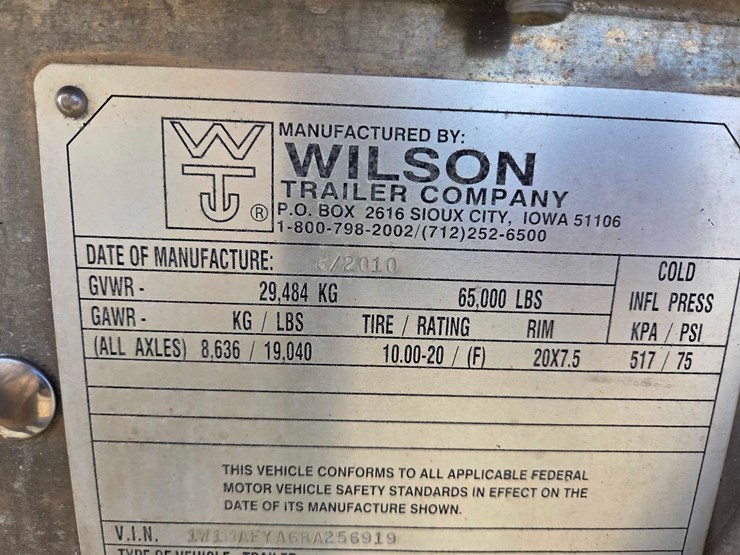 WTJ ®
MANUFACTURED BY:
WILSON
TRAILER COMPANY
P.O. BOX 2616 SIOUX CITY, IOWA 51106
1-800-798-2002/(712)252-6500
DATE OF MANUFACTURE: /2010
COLD
INFL PRESS
KPA / PSI
GVWR - 29,484 KG 65,000 LBS
GAWR - KG / LBS TIRE / RATING RIM
(ALL AXLES) 8,636 / 19,040 10.00-20 / (F) 20X7.5 517 / 75
THIS VEHICLE CONFORMS TO ALL APPLICABLE FEDERAL
MOTOR VEHICLE SAFETY STANDARDS IN EFFECT ON THE
DATE OF ITS MANUFACTURE SHOWN.
V.I.N.